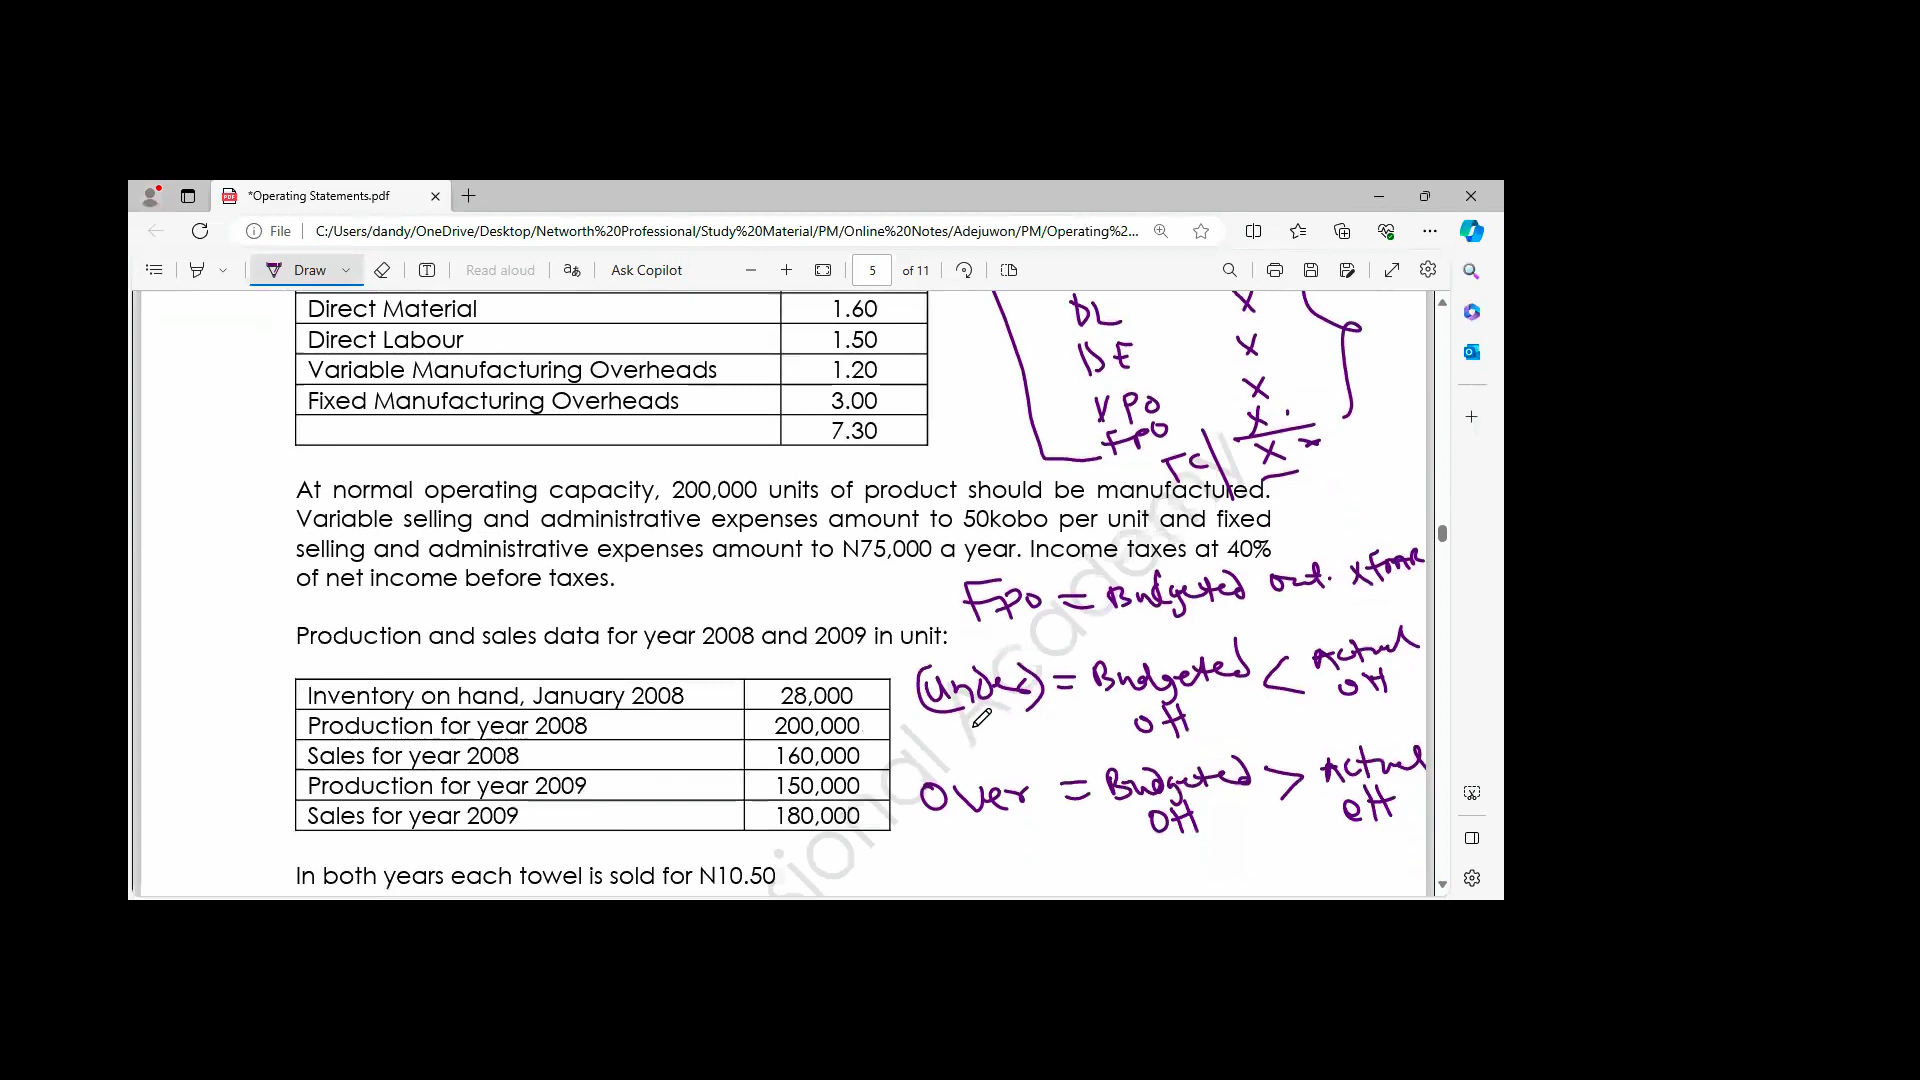 *Operating Statements.pdf
File C:/Users/dandy/OneDrive/Desktop/Networth%20Professional/Study%20Material/PM/Online%20Notes/Adejuwon/PM/Operating%2...
Draw Read aloud Ask Copilot 5 of 11
Direct Material 1.60
Direct Labour 1.50
Variable Manufacturing Overheads 1.20
Fixed Manufacturing Overheads 3.00
7.30
DL X
DE X
VPO X
FPO X
TC X
At normal operating capacity, 200,000 units of product should be manufactured.
Variable selling and administrative expenses amount to 50kobo per unit and fixed
selling and administrative expenses amount to N75,000 a year. Income taxes at 40%
of net income before taxes.
FPO = Budgeted out. X
Production and sales data for year 2008 and 2009 in unit:
(Under) = Budgeted OH < Actual OH
Inventory on hand, January 2008 28,000
Production for year 2008 200,000
Sales for year 2008 160,000
Production for year 2009 150,000
Sales for year 2009 180,000
Over = Budgeted OH > Actual OH
In both years each towel is sold for N10.50
sional Academy